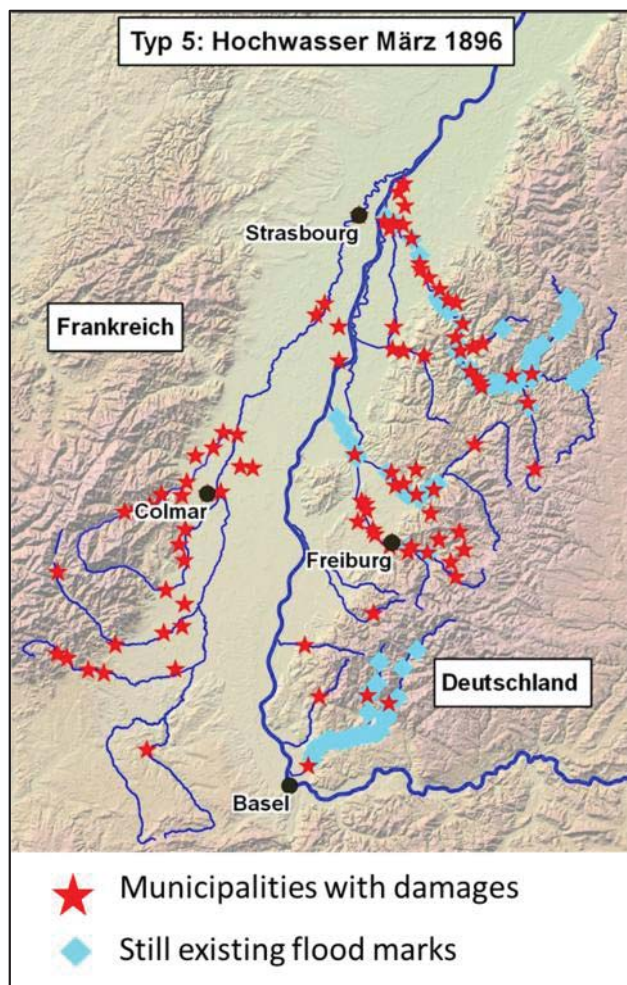 Typ 5: Hochwasser März 1896
Strasbourg
Frankreich
Colmar
Freiburg
Deutschland
Basel
Municipalities with damages
Still existing flood marks